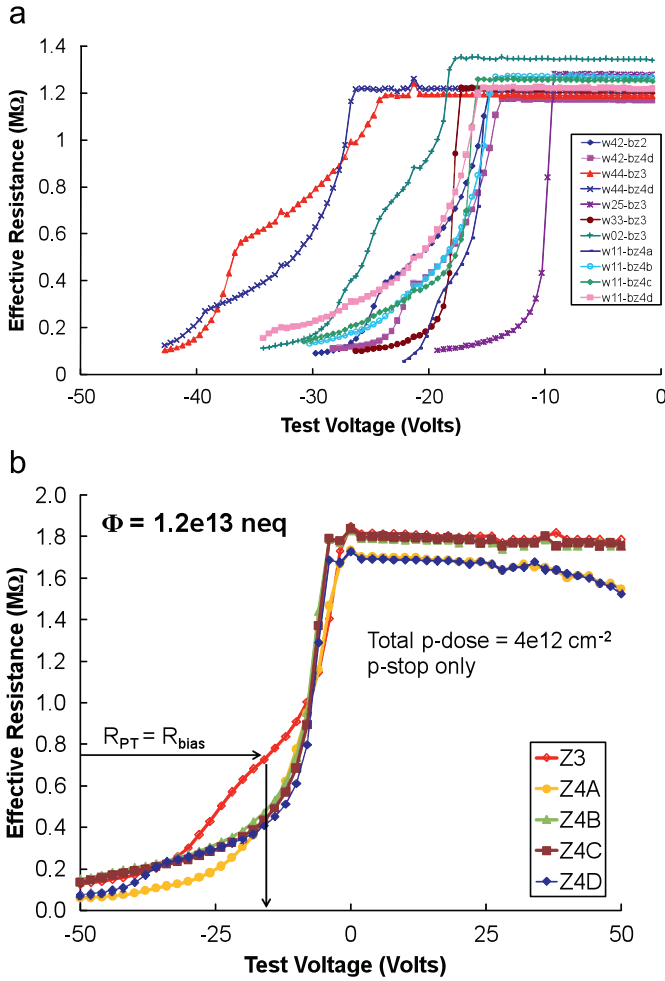 a
Effective Resistance (MΩ)
1.4
1.2
1
0.8
0.6
0.4
0.2
0
-50
-40
-30
-20
-10
0
Test Voltage (Volts)
w42-bz2
w42-bz4d
w44-bz3
w44-bz4d
w25-bz3
w33-bz3
w02-bz3
w11-bz4a
w11-bz4b
w11-bz4c
w11-bz4d
b
Effective Resistance (MΩ)
2.0
1.8
1.6
1.4
1.2
1.0
0.8
0.6
0.4
0.2
0.0
Φ = 1.2e13 neq
Total p-dose = 4e12 cm⁻²
p-stop only
R_PT = R_bias
Z3
Z4A
Z4B
Z4C
Z4D
-50
-25
0
25
50
Test Voltage (Volts)